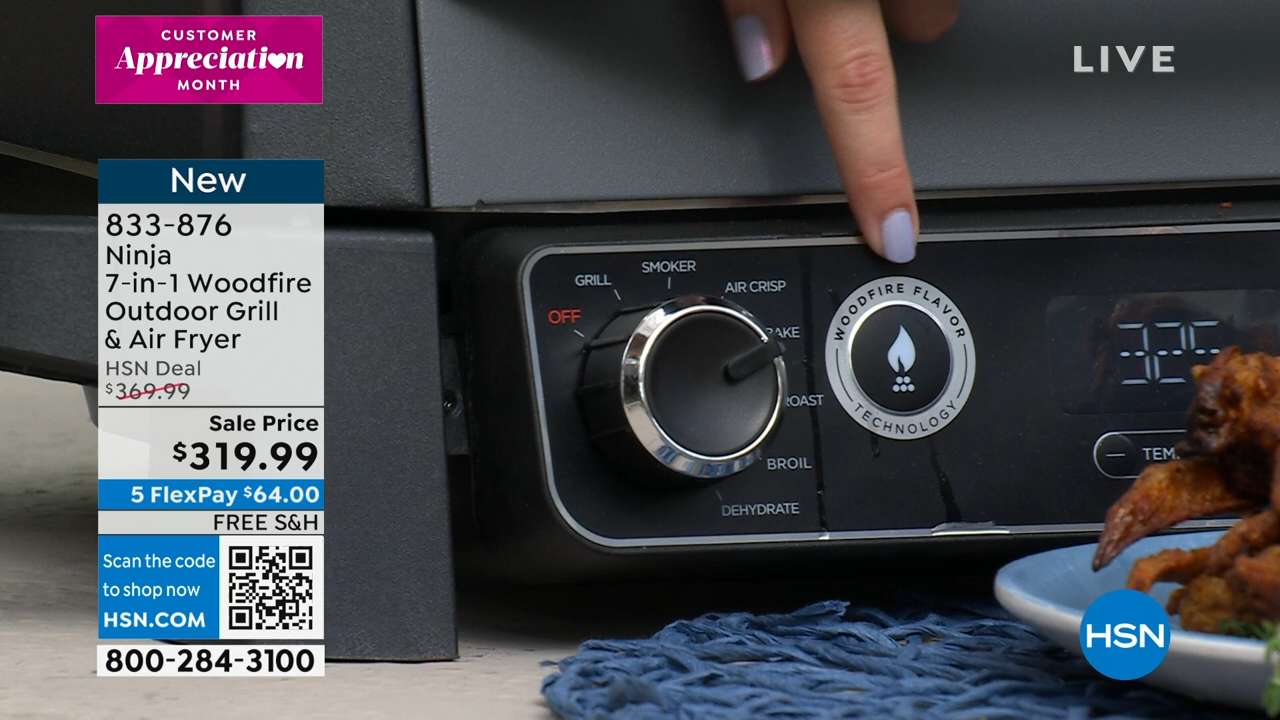 CUSTOMER
Appreciation
MONTH
LIVE
New
833-876
Ninja
7-in-1 Woodfire
Outdoor Grill
& Air Fryer
HSN Deal
$369.99
Sale Price
$319.99
5 FlexPay $64.00
FREE S&H
Scan the code
to shop now
HSN.COM
800-284-3100
OFF
GRILL
SMOKER
AIR CRISP
BROIL
DEHYDRATE
WOODFIRE FLAVOR
TECHNOLOGY
HSN